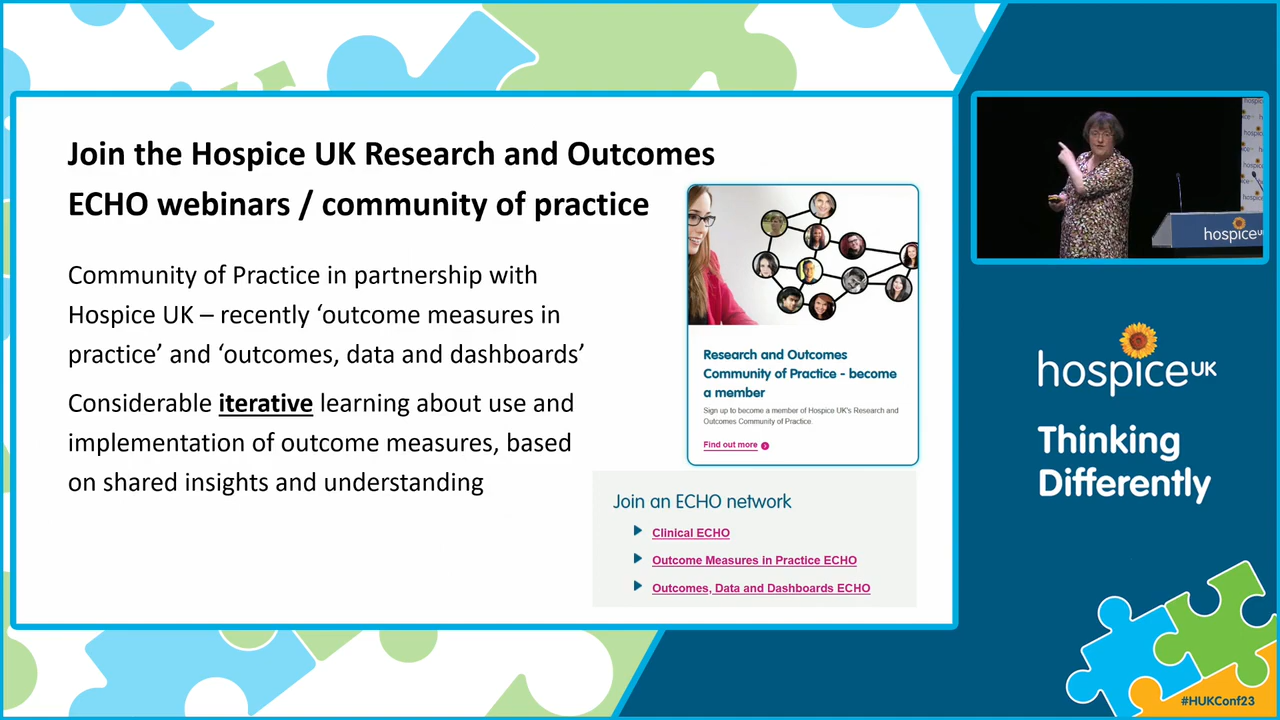 Join the Hospice UK Research and Outcomes
ECHO webinars / community of practice
Community of Practice in partnership with
Hospice UK – recently ‘outcome measures in
practice’ and ‘outcomes, data and dashboards’
Considerable iterative learning about use and
implementation of outcome measures, based
on shared insights and understanding
Research and Outcomes
Community of Practice - become
a member
Sign up to become a member of Hospice UK's Research and
Outcomes Community of Practice.
Find out more
Join an ECHO network
Clinical ECHO
Outcome Measures in Practice ECHO
Outcomes, Data and Dashboards ECHO
hospice
hospice UK
Thinking
Differently
#HUKConf23